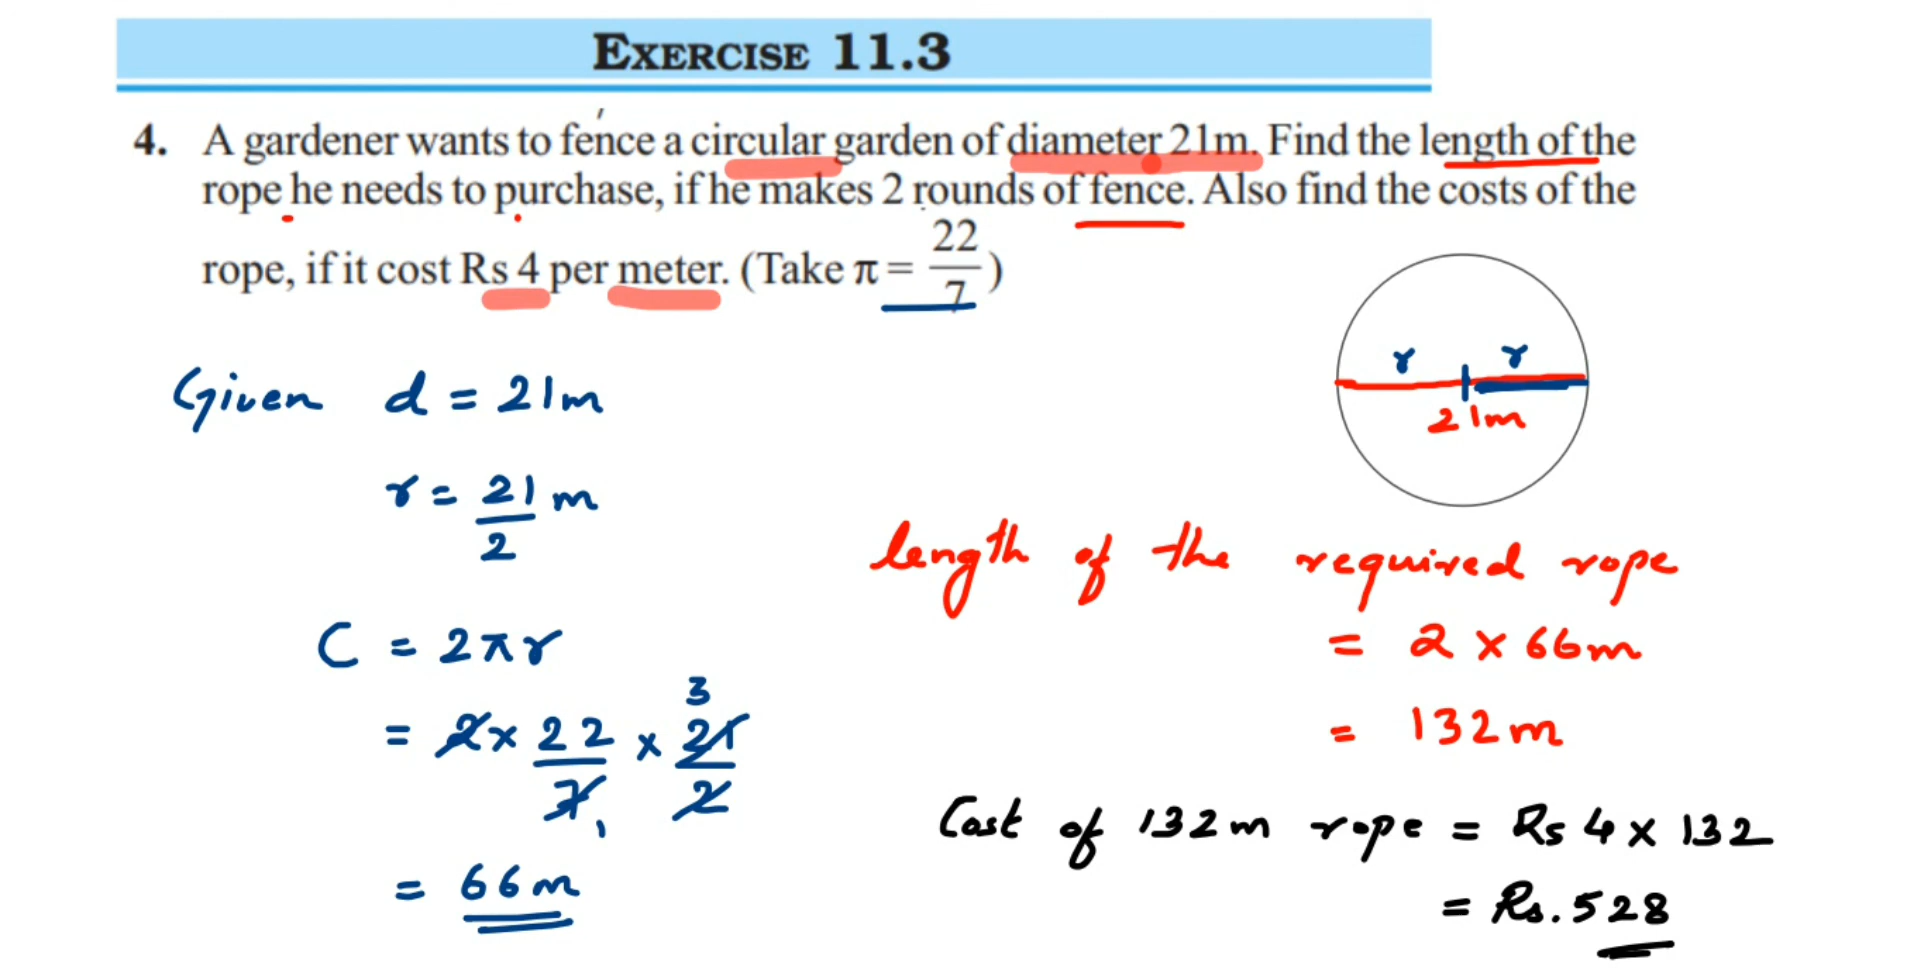 EXERCISE 11.3
4. A gardener wants to fence a circular garden of diameter 21m. Find the length of the
rope he needs to purchase, if he makes 2 rounds of fence. Also find the costs of the
rope, if it cost Rs 4 per meter. (Take π = 22/7)
r r
21m
Given d = 21m
r = 21/2 m
C = 2πr
= 2 × 22/7 × 21/2
3
1
= 66m
length of the required rope
= 2 × 66m
= 132m
Cost of 132m rope = Rs 4 × 132
= Rs. 528